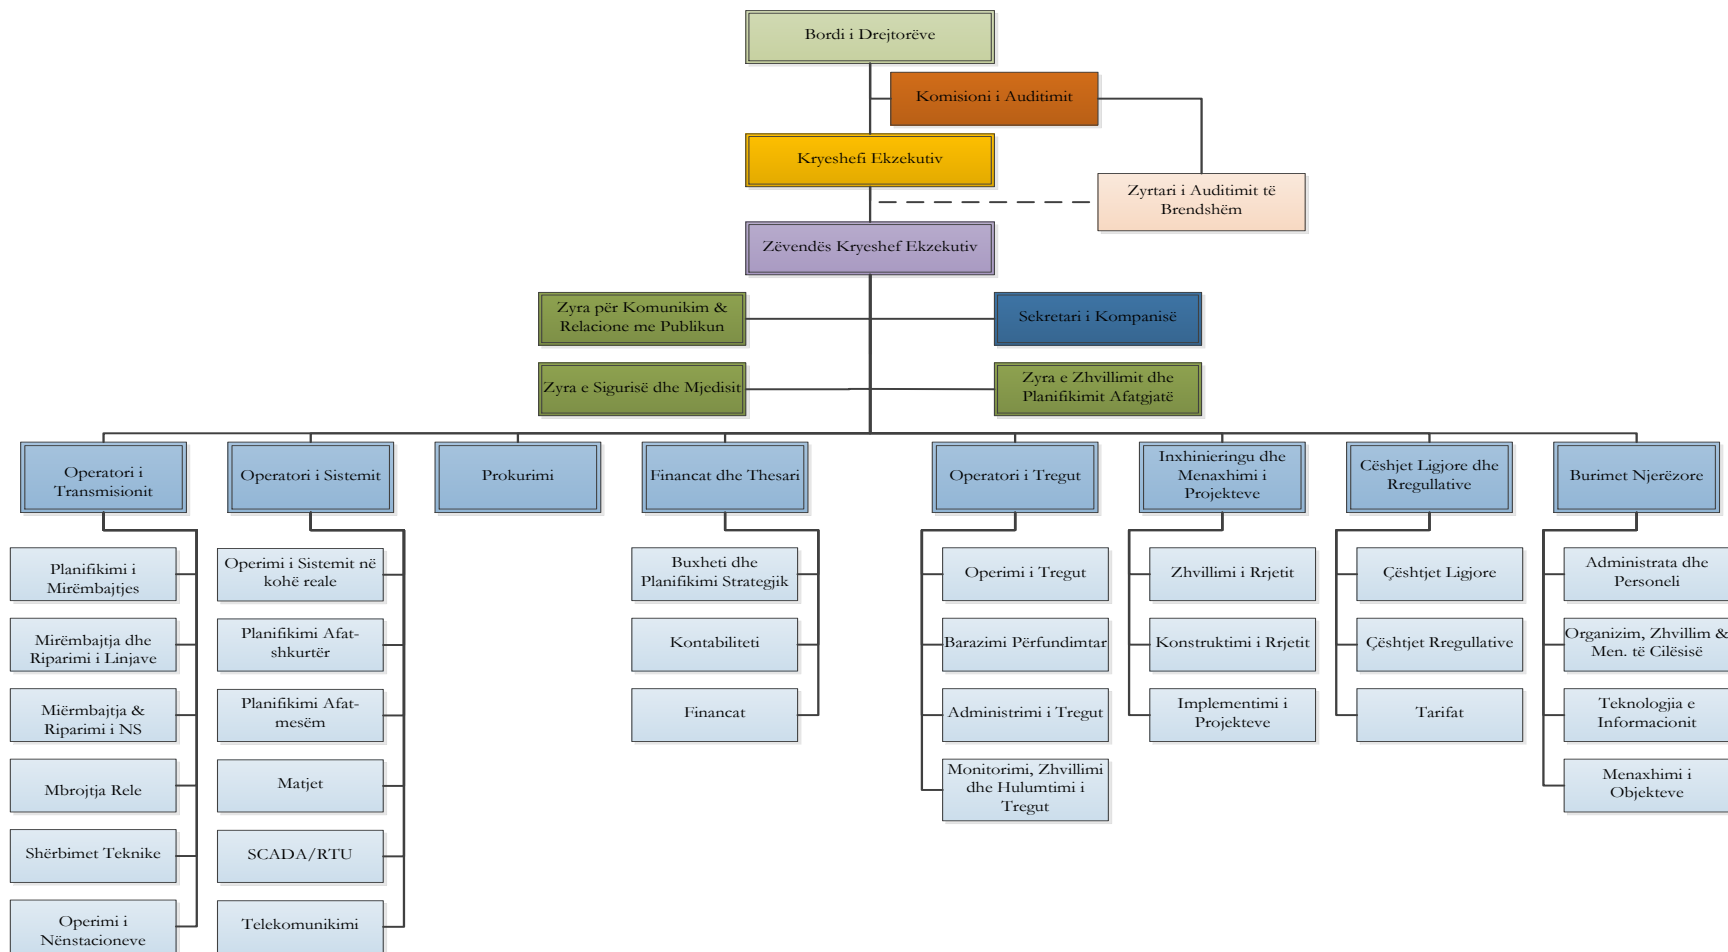 Bordi i Drejtorëve
Komisioni i Auditimit
Kryeshefi Ekzekutiv
Zyrtari i Auditimit të
Brendshëm
Zëvendës Kryeshef Ekzekutiv
Zyra për Komunikim &
Relacione me Publikun
Sekretari i Kompanisë
Zyra e Sigurisë dhe Mjedisit
Zyra e Zhvillimit dhe
Planifikimit Afatgjatë
Operatori i
Transmisionit
Operatori i Sistemit
Prokurimi
Financat dhe Thesari
Operatori i Tregut
Inxhinieringu dhe
Menaxhimi i
Projekteve
Cështjet Ligjore dhe
Rregullative
Burimet Njerëzore
Planifikimi i
Mirëmbajtjes
Mirëmbajtja dhe
Riparimi i Linjave
Miërmbajtja &
Riparimi i NS
Mbrojtja Rele
Shërbimet Teknike
Operimi i
Nënstacioneve
Operimi i Sistemit në
kohë reale
Planifikimi Afat-
shkurtër
Planifikimi Afat-
mesëm
Matjet
SCADA/RTU
Telekomunikimi
Buxheti dhe
Planifikimi Strategjik
Kontabiliteti
Financat
Operimi i Tregut
Barazimi Përfundimtar
Administrimi i Tregut
Monitorimi, Zhvillimi
dhe Hulumtimi i
Tregut
Zhvillimi i Rrjetit
Konstruktimi i Rrjetit
Implementimi i
Projekteve
Çështjet Ligjore
Çështjet Rregullative
Tarifat
Administrata dhe
Personeli
Organizim, Zhvillim &
Men. të Cilësisë
Teknologjia e
Informacionit
Menaxhimi i
Objekteve